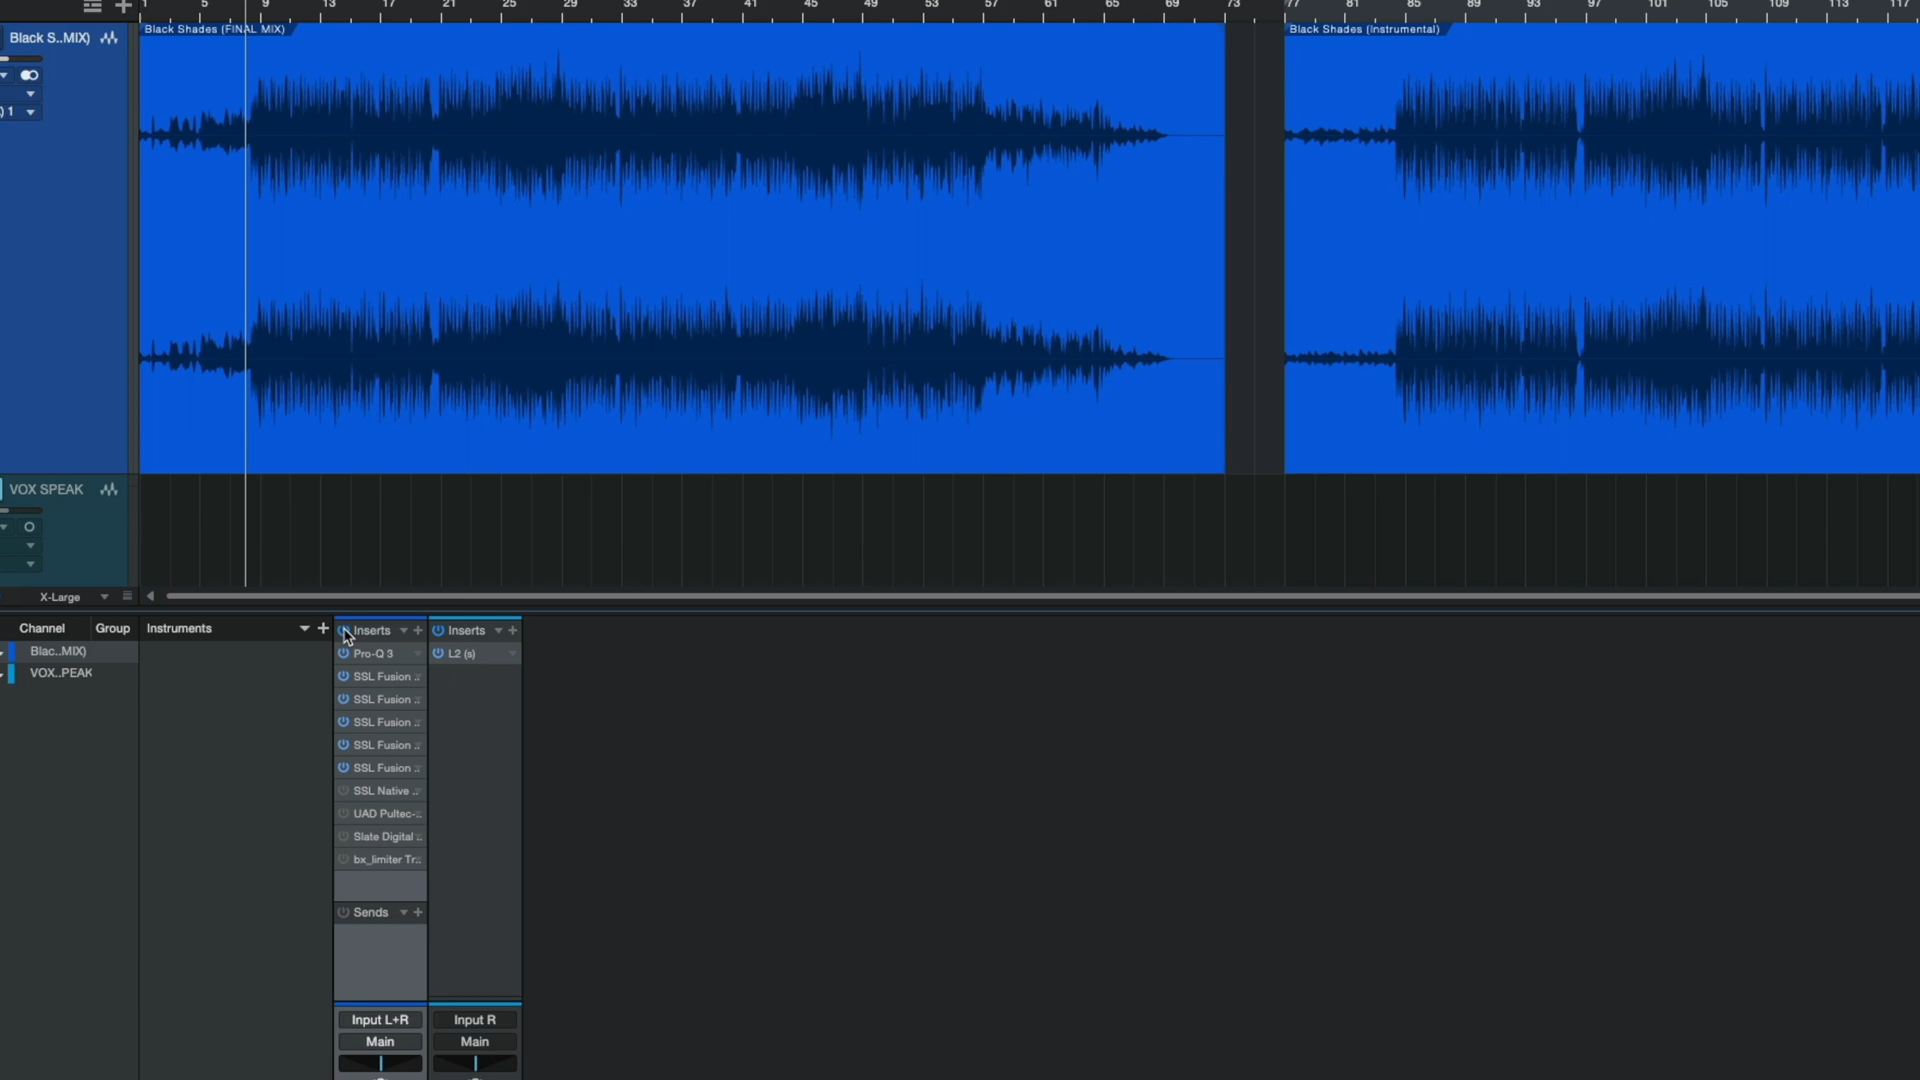 1 5 9 13 17 21 25 29 33 37 41 45 49 53 57 61 65 69 73 77 81 85 89 93 97 101 105 109 113 117
Black S..MIX)
Black Shades (FINAL MIX)
Black Shades (Instrumental)
) 1
VOX SPEAK
X-Large
Channel Group Instruments
Blac..MIX)
VOX..PEAK
Inserts
Pro-Q 3
SSL Fusion ..
SSL Fusion ..
SSL Fusion ..
SSL Fusion ..
SSL Fusion ..
SSL Native ..
UAD Pultec-..
Slate Digital ..
bx_limiter Tr..
Sends
Input L+R
Main
Inserts
L2 (s)
Input R
Main